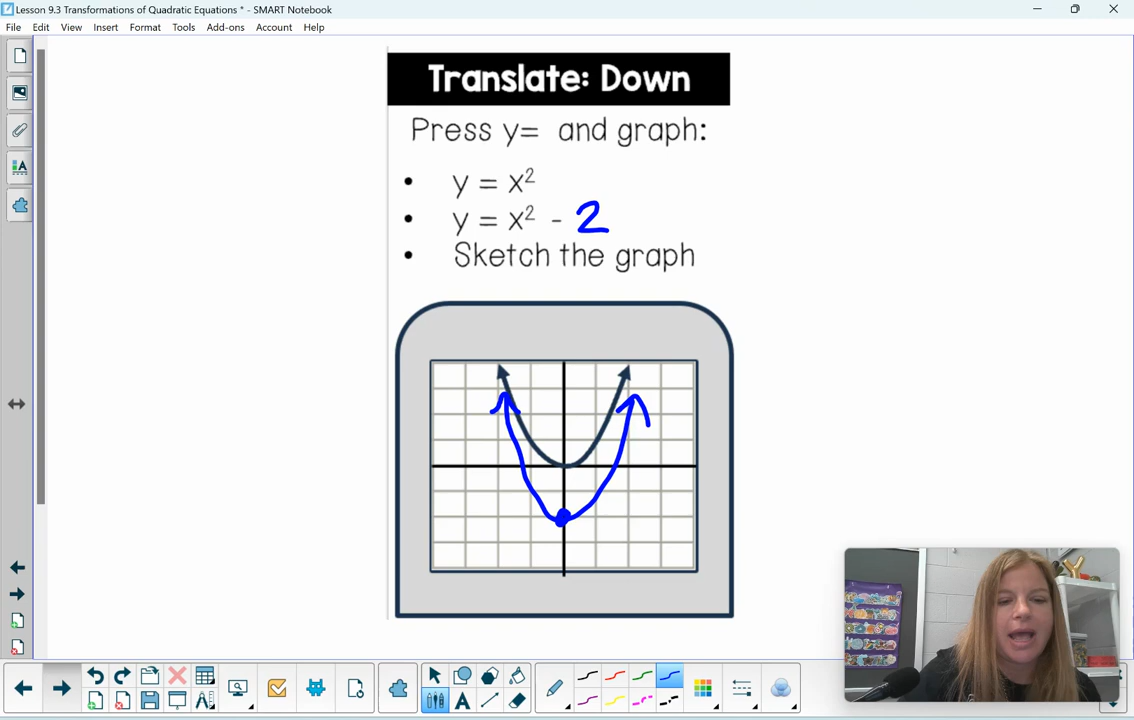 Lesson 9.3 Transformations of Quadratic Equations * - SMART Notebook
File Edit View Insert Format Tools Add-ons Account Help
Translate: Down
Press y= and graph:
• y = x²
• y = x² - 2
• Sketch the graph